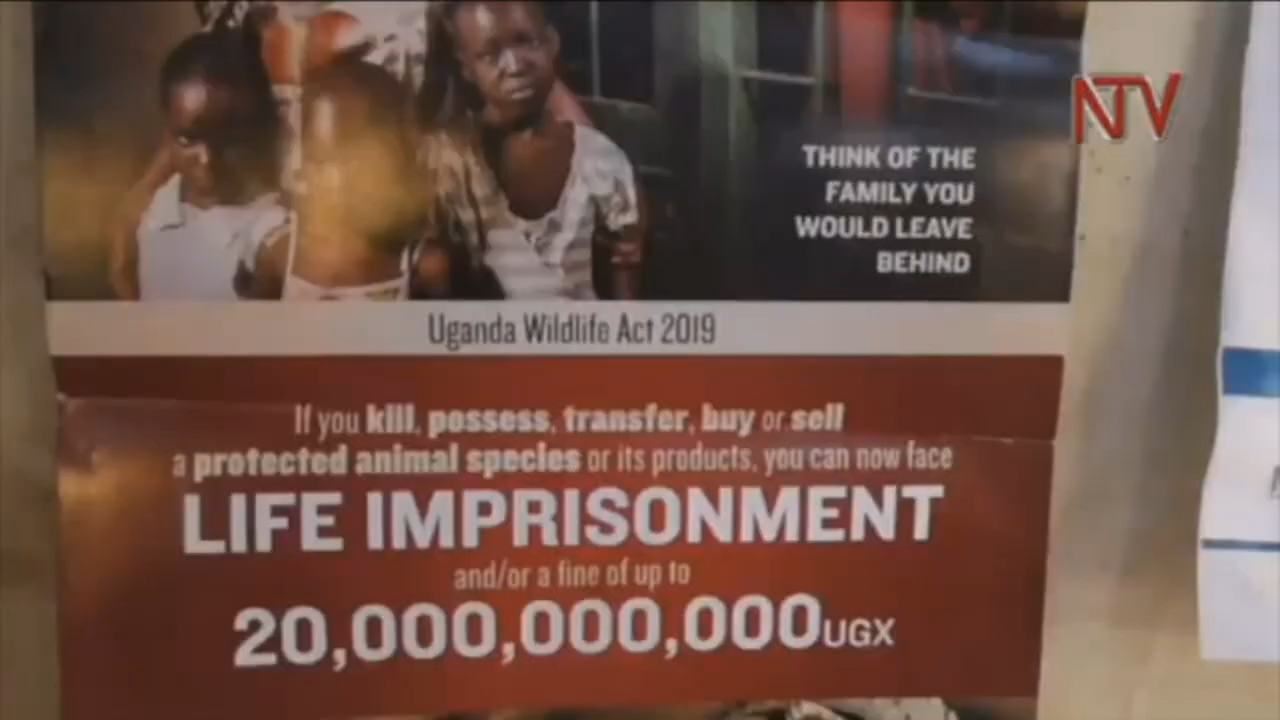 NTV
THINK OF THE
FAMILY YOU
WOULD LEAVE
BEHIND
Uganda Wildlife Act 2019
If you kill, possess, transfer, buy or sell
a protected animal species or its products, you can now face
LIFE IMPRISONMENT
and/or a fine of up to
20,000,000,000UGX